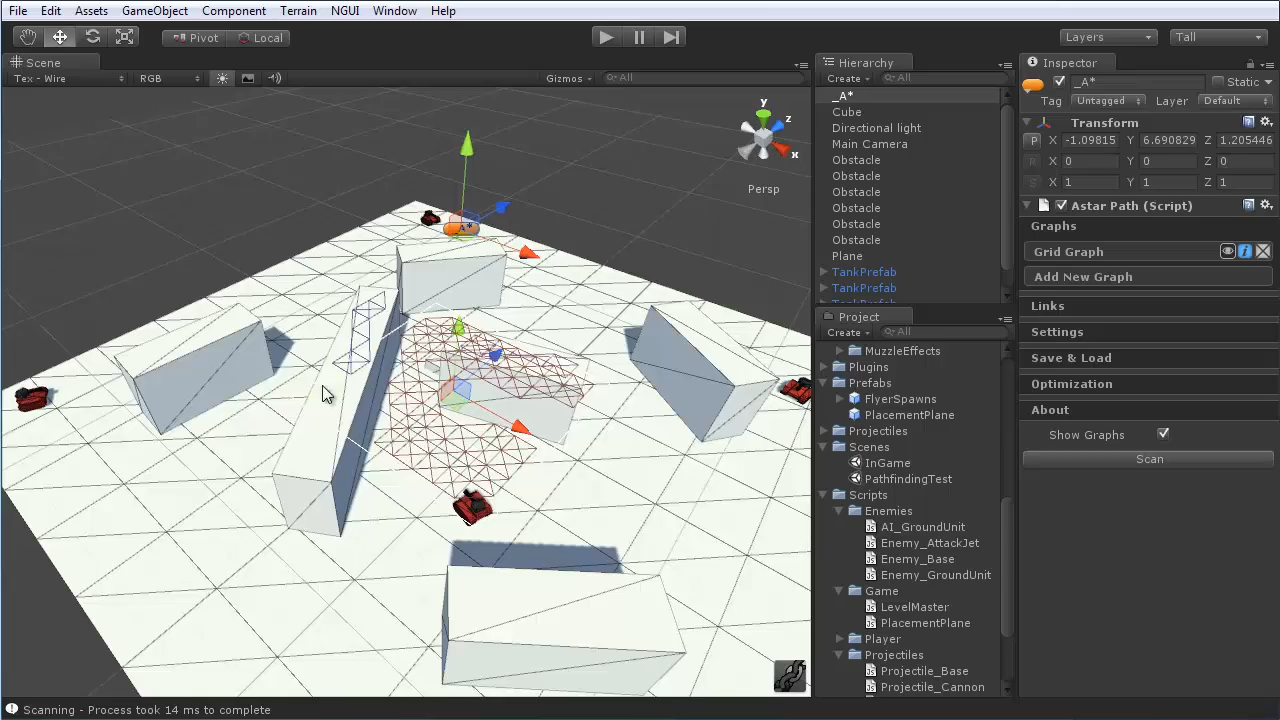 File Edit Assets GameObject Component Terrain NGUI Window Help
Pivot Local Layers Tall
Scene
Tex - Wire RGB Gizmos All
y
z
x
Persp
A*
Hierarchy
Create All
_A*
Cube
Directional light
Main Camera
Obstacle
Obstacle
Obstacle
Obstacle
Obstacle
Obstacle
Plane
TankPrefab
TankPrefab
TankPrefab
Project
Create All
MuzzleEffects
Plugins
Prefabs
FlyerSpawns
PlacementPlane
Projectiles
Scenes
InGame
PathfindingTest
Scripts
Enemies
AI_GroundUnit
Enemy_AttackJet
Enemy_Base
Enemy_GroundUnit
Game
LevelMaster
PlacementPlane
Player
Projectiles
Projectile_Base
Projectile_Cannon
Inspector
_A* Static
Tag Untagged Layer Default
Transform
P X -1.09815 Y 6.690829 Z 1.205446
R X 0 Y 0 Z 0
S X 1 Y 1 Z 1
Astar Path (Script)
Graphs
Grid Graph
Add New Graph
Links
Settings
Save & Load
Optimization
About
Show Graphs
Scan
Scanning - Process took 14 ms to complete